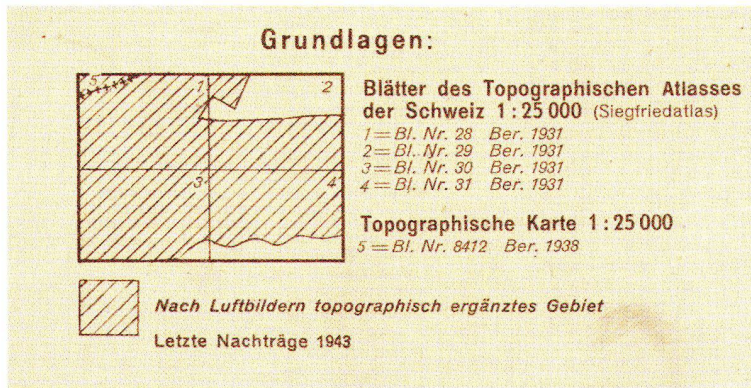 Grundlagen:
5
1
2
3
4
Blätter des Topographischen Atlasses
der Schweiz 1:25 000 (Siegfriedatlas)
1=Bl. Nr. 28 Ber. 1931
2=Bl. Nr. 29 Ber. 1931
3=Bl. Nr. 30 Ber. 1931
4=Bl. Nr. 31 Ber. 1931
Topographische Karte 1:25 000
5=Bl. Nr. 8412 Ber. 1938
Nach Luftbildern topographisch ergänztes Gebiet
Letzte Nachträge 1943